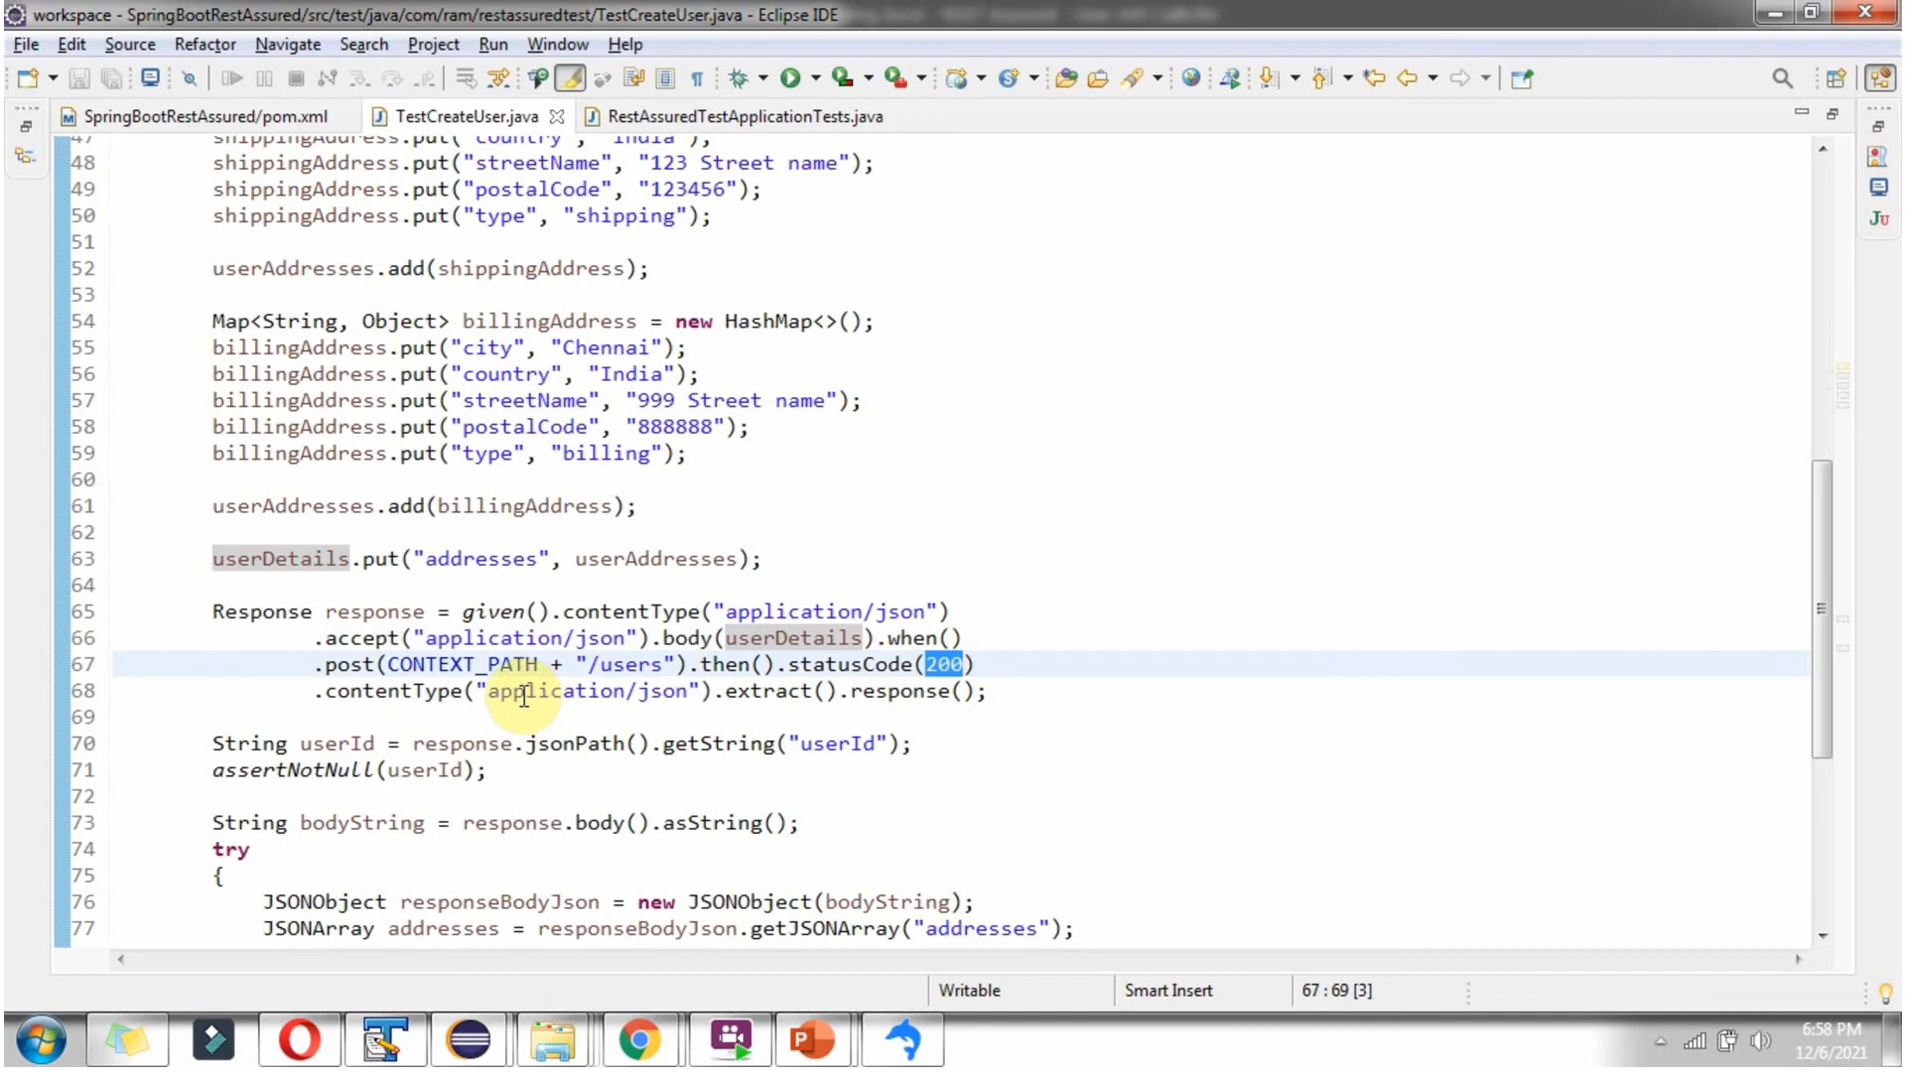 workspace - SpringBootRestAssured/src/test/java/com/ram/restassuredtest/TestCreateUser.java - Eclipse IDE
File Edit Source Refactor Navigate Search Project Run Window Help
SpringBootRestAssured/pom.xml TestCreateUser.java RestAssuredTestApplicationTests.java
47 shippingAddress.put("country", "India");
48 shippingAddress.put("streetName", "123 Street name");
49 shippingAddress.put("postalCode", "123456");
50 shippingAddress.put("type", "shipping");
51
52 userAddresses.add(shippingAddress);
53
54 Map<String, Object> billingAddress = new HashMap<>();
55 billingAddress.put("city", "Chennai");
56 billingAddress.put("country", "India");
57 billingAddress.put("streetName", "999 Street name");
58 billingAddress.put("postalCode", "888888");
59 billingAddress.put("type", "billing");
60
61 userAddresses.add(billingAddress);
62
63 userDetails.put("addresses", userAddresses);
64
65 Response response = given().contentType("application/json")
66 .accept("application/json").body(userDetails).when()
67 .post(CONTEXT_PATH + "/users").then().statusCode(200)
68 .contentType("application/json").extract().response();
69
70 String userId = response.jsonPath().getString("userId");
71 assertNotNull(userId);
72
73 String bodyString = response.body().asString();
74 try
75 {
76 JSONObject responseBodyJson = new JSONObject(bodyString);
77 JSONArray addresses = responseBodyJson.getJSONArray("addresses");
Writable Smart Insert 67 : 69 [3]
6:58 PM
12/6/2021